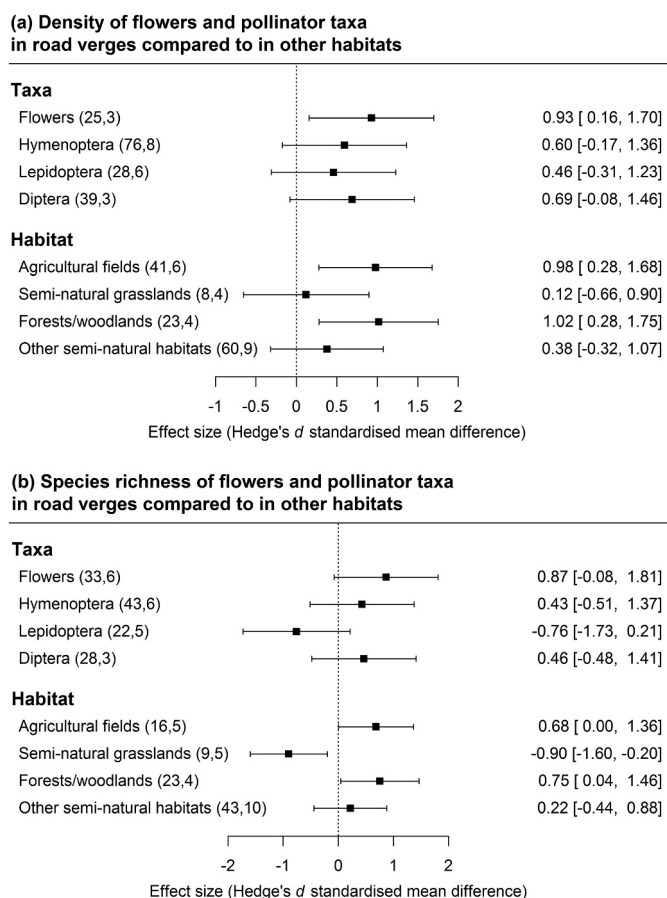 (a) Density of flowers and pollinator taxa
in road verges compared to in other habitats
Taxa
Flowers (25,3) 0.93 [ 0.16, 1.70]
Hymenoptera (76,8) 0.60 [-0.17, 1.36]
Lepidoptera (28,6) 0.46 [-0.31, 1.23]
Diptera (39,3) 0.69 [-0.08, 1.46]
Habitat
Agricultural fields (41,6) 0.98 [ 0.28, 1.68]
Semi-natural grasslands (8,4) 0.12 [-0.66, 0.90]
Forests/woodlands (23,4) 1.02 [ 0.28, 1.75]
Other semi-natural habitats (60,9) 0.38 [-0.32, 1.07]
-1 -0.5 0 0.5 1 2
Effect size (Hedge's d standardised mean difference)
(b) Species richness of flowers and pollinator taxa
in road verges compared to in other habitats
Taxa
Flowers (33,6) 0.87 [-0.08, 1.81]
Hymenoptera (43,6) 0.43 [-0.51, 1.37]
Lepidoptera (22,5) -0.76 [-1.73, 0.21]
Diptera (28,3) 0.46 [-0.48, 1.41]
Habitat
Agricultural fields (16,5) 0.68 [ 0.00, 1.36]
Semi-natural grasslands (9,5) -0.90 [-1.60, -0.20]
Forests/woodlands (23,4) 0.75 [ 0.04, 1.46]
Other semi-natural habitats (43,10) 0.22 [-0.44, 0.88]
-2 -1 0 1 2
Effect size (Hedge's d standardised mean difference)